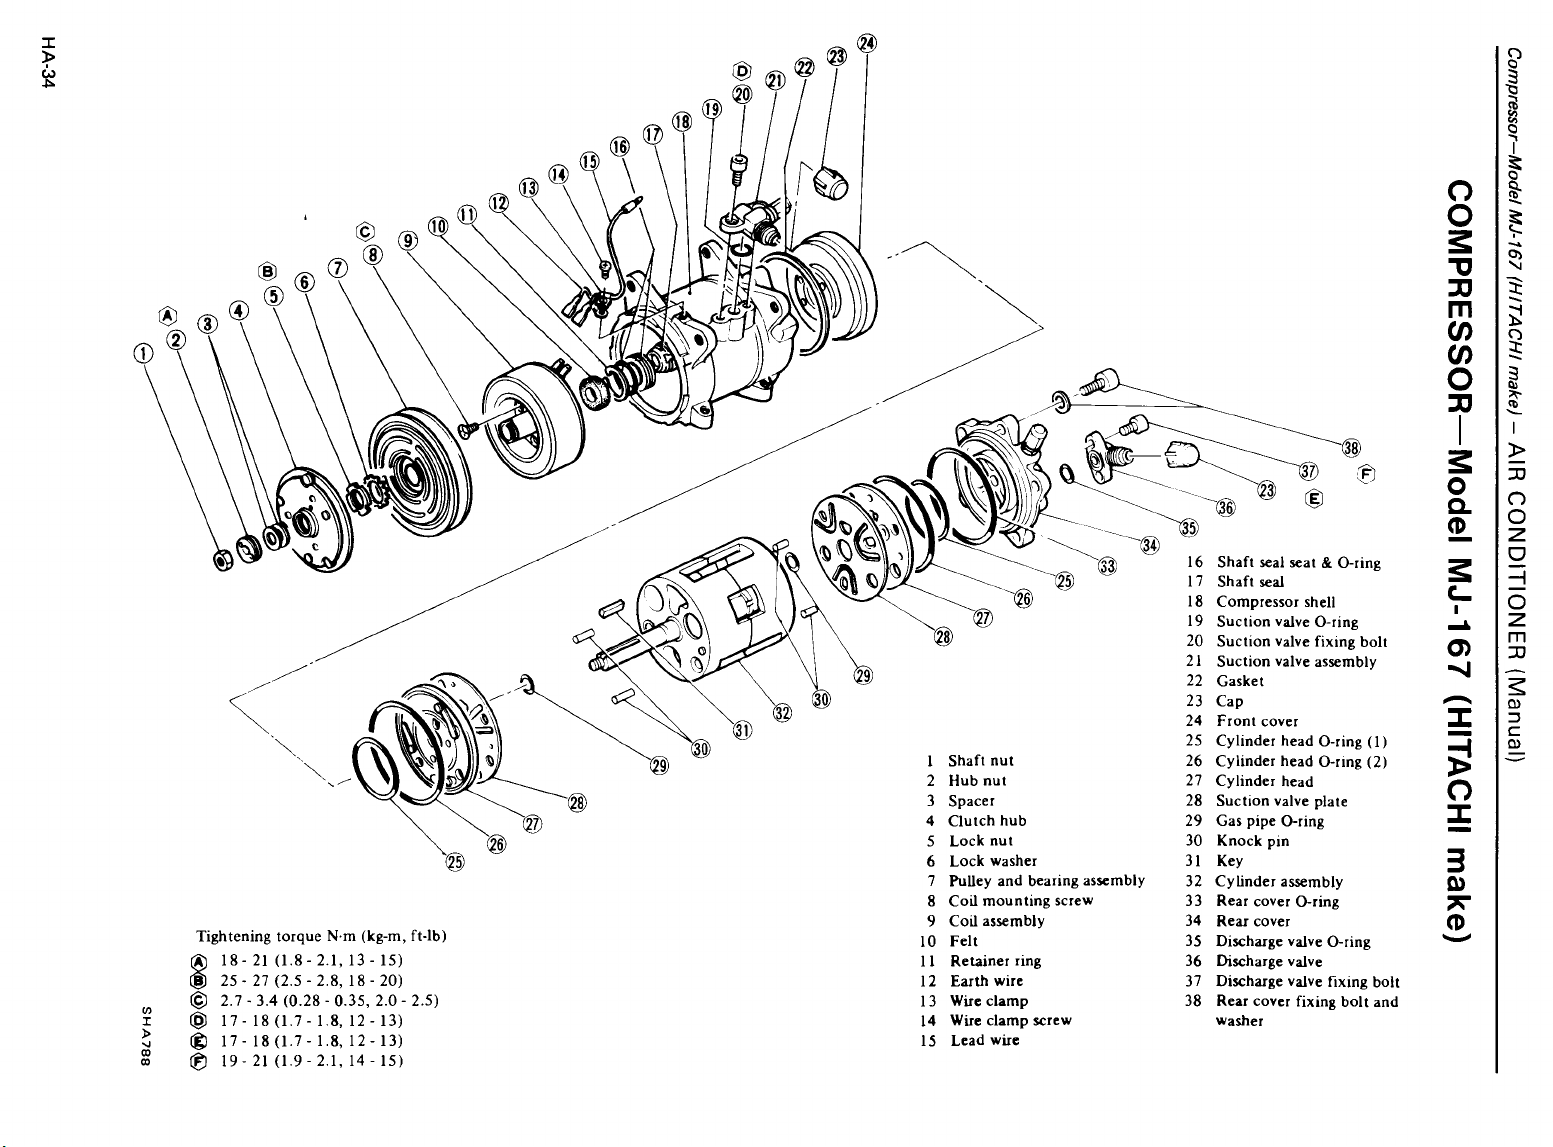 Compressor—Model MJ-167 (HITACHI make) – AIR CONDITIONER (Manual)
COMPRESSOR—Model MJ-167 (HITACHI make)
HA-34
1
A
2
3
4
B
5
6
7
C
8
9
10
11
12
13
14
15
16
17
18
19
D
20
21
22
23
24
38
F
37
E
23
36
35
34
33
25
26
27
28
29
30
32
31
30
29
28
27
26
25
1 Shaft nut
2 Hub nut
3 Spacer
4 Clutch hub
5 Lock nut
6 Lock washer
7 Pulley and bearing assembly
8 Coil mounting screw
9 Coil assembly
10 Felt
11 Retainer ring
12 Earth wire
13 Wire clamp
14 Wire clamp screw
15 Lead wire
16 Shaft seal seat & O-ring
17 Shaft seal
18 Compressor shell
19 Suction valve O-ring
20 Suction valve fixing bolt
21 Suction valve assembly
22 Gasket
23 Cap
24 Front cover
25 Cylinder head O-ring (1)
26 Cylinder head O-ring (2)
27 Cylinder head
28 Suction valve plate
29 Gas pipe O-ring
30 Knock pin
31 Key
32 Cylinder assembly
33 Rear cover O-ring
34 Rear cover
35 Discharge valve O-ring
36 Discharge valve
37 Discharge valve fixing bolt
38 Rear cover fixing bolt and
washer
Tightening torque N·m (kg-m, ft-lb)
A 18 - 21 (1.8 - 2.1, 13 - 15)
B 25 - 27 (2.5 - 2.8, 18 - 20)
C 2.7 - 3.4 (0.28 - 0.35, 2.0 - 2.5)
D 17 - 18 (1.7 - 1.8, 12 - 13)
E 17 - 18 (1.7 - 1.8, 12 - 13)
F 19 - 21 (1.9 - 2.1, 14 - 15)
SHA788